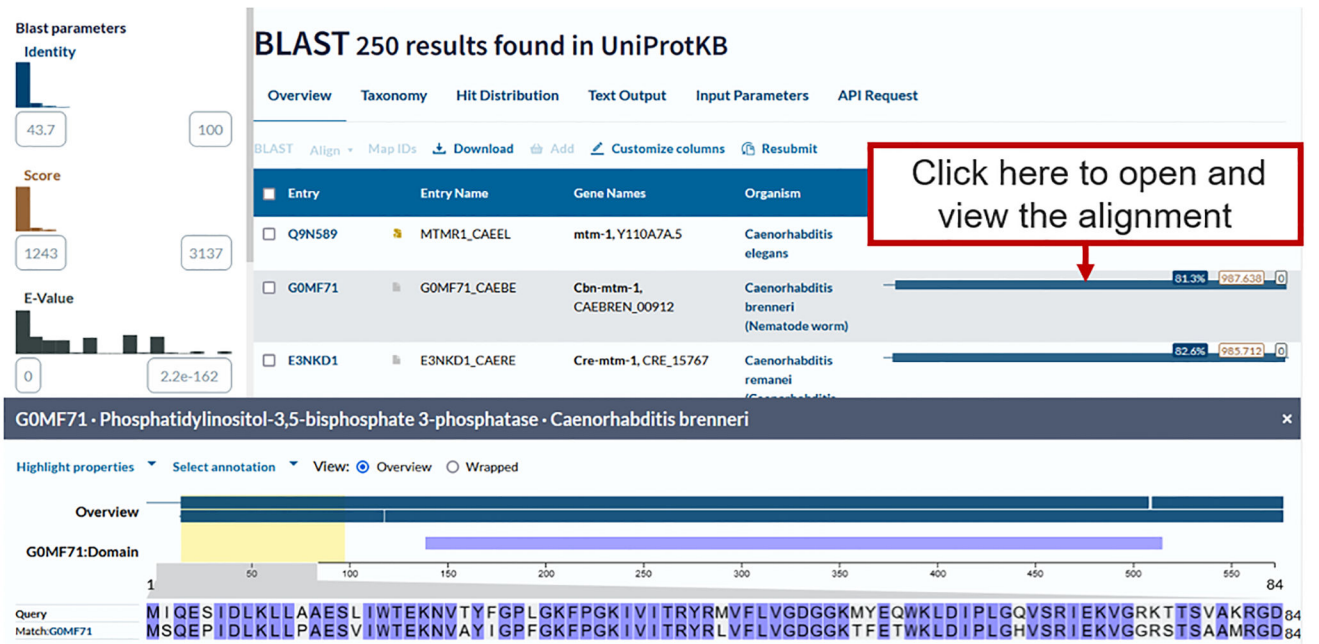 Blast parameters
Identity
43.7 100
Score
1243 3137
E-Value
0 2.2e-162
BLAST 250 results found in UniProtKB
Overview Taxonomy Hit Distribution Text Output Input Parameters API Request
BLAST Align Map IDs Download Add Customize columns Resubmit
Click here to open and
view the alignment
Entry Entry Name Gene Names Organism
Q9N589 MTMR1_CAEEL mtm-1, Y110A7A.5 Caenorhabditis
elegans
G0MF71 G0MF71_CAEBE Cbn-mtm-1, Caenorhabditis 81.3% 987.638 0
CAEBREN_00912 brenneri
(Nematode worm)
E3NKD1 E3NKD1_CAERE Cre-mtm-1, CRE_15767 Caenorhabditis 82.6% 985.712 0
remanei
G0MF71 · Phosphatidylinositol-3,5-bisphosphate 3-phosphatase · Caenorhabditis brenneri ×
Highlight properties Select annotation View: Overview Wrapped
Overview
G0MF71:Domain
50 100 150 200 250 300 350 400 450 500 550
1 84
Query MIQESIDLKLLAAESLIWTEKNVTYFGPLGKFPGKIVITRYRMVFLVGDGGKMYEQWKLDIPLGQVSRIEKVGRKTTSVAKRGD 84
Match:G0MF71 MSQEPIDLKLLPAESVIWTEKNVAYIGPFGKFPGKIVITRYRLVFLVGDGGKTFETWKLDIPLGHVSRIEKVGGRSTSAAMRGD 84